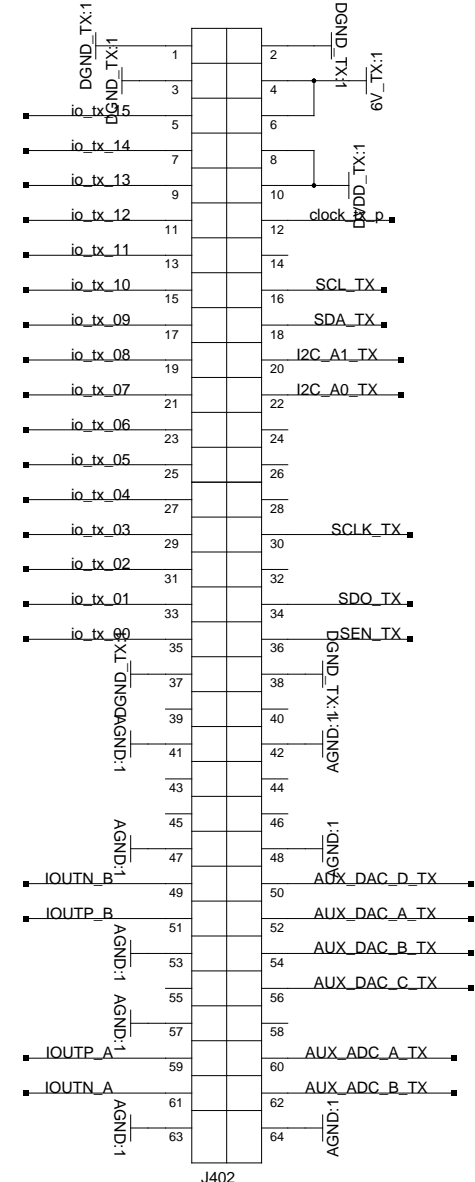 DGND_TX:1 1 2 DGND_TX:1
DGND_TX:1 3 4 6V_TX:1
io_tx_15 5 6
io_tx_14 7 8
io_tx_13 9 10 DVDD_TX:1
io_tx_12 11 12 clock_tx_p
io_tx_11 13 14
io_tx_10 15 16 SCL_TX
io_tx_09 17 18 SDA_TX
io_tx_08 19 20 I2C_A1_TX
io_tx_07 21 22 I2C_A0_TX
io_tx_06 23 24
io_tx_05 25 26
io_tx_04 27 28
io_tx_03 29 30 SCLK_TX
io_tx_02 31 32
io_tx_01 33 34 SDO_TX
io_tx_00 35 36 SEN_TX
DGND_TX:1 37 38 DGND_TX:1
39 40
AGND:1 41 42 AGND:1
43 44
45 46
AGND:1 47 48 AGND:1
IOUTN_B 49 50 AUX_DAC_D_TX
IOUTP_B 51 52 AUX_DAC_A_TX
AGND:1 53 54 AUX_DAC_B_TX
55 56 AUX_DAC_C_TX
AGND:1 57 58
IOUTP_A 59 60 AUX_ADC_A_TX
IOUTN_A 61 62 AUX_ADC_B_TX
AGND:1 63 64 AGND:1
J402